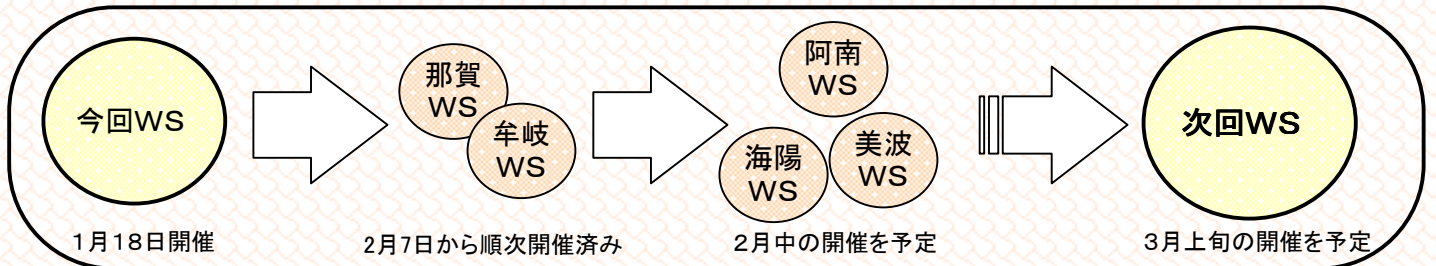 今回WS
1月18日開催
那賀
WS
牟岐
WS
2月7日から順次開催済み
阿南
WS
海陽
WS
美波
WS
2月中の開催を予定
次回WS
3月上旬の開催を予定